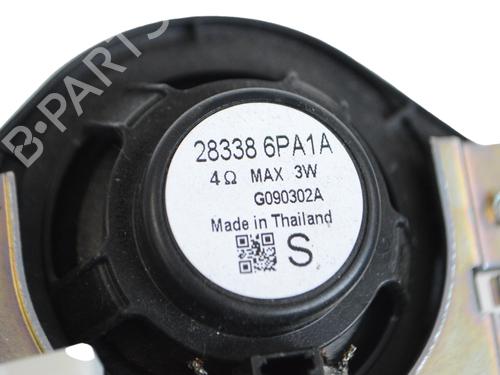 B-PARTS
28338 6PA1A
4Ω MAX 3W
G090302A
Made in Thailand
S